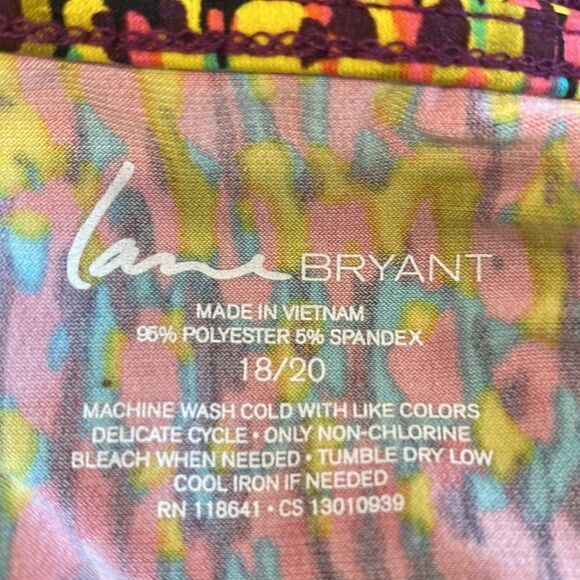 Lane BRYANT
MADE IN VIETNAM
95% POLYESTER 5% SPANDEX
18/20
MACHINE WASH COLD WITH LIKE COLORS
DELICATE CYCLE • ONLY NON-CHLORINE
BLEACH WHEN NEEDED • TUMBLE DRY LOW
COOL IRON IF NEEDED
RN 118641 • CS 13010939